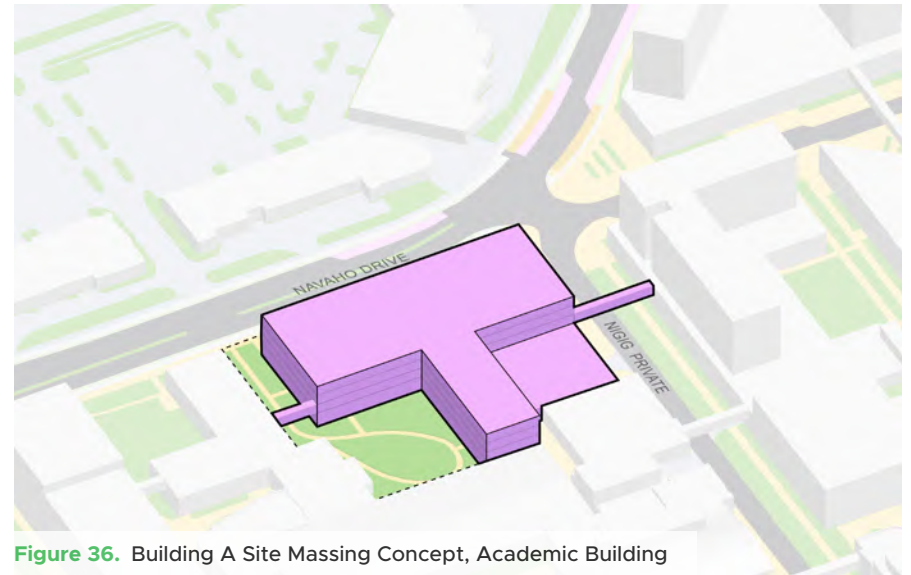 NAVAHO DRIVE
NIGIG PRIVATE
Figure 36. Building A Site Massing Concept, Academic Building